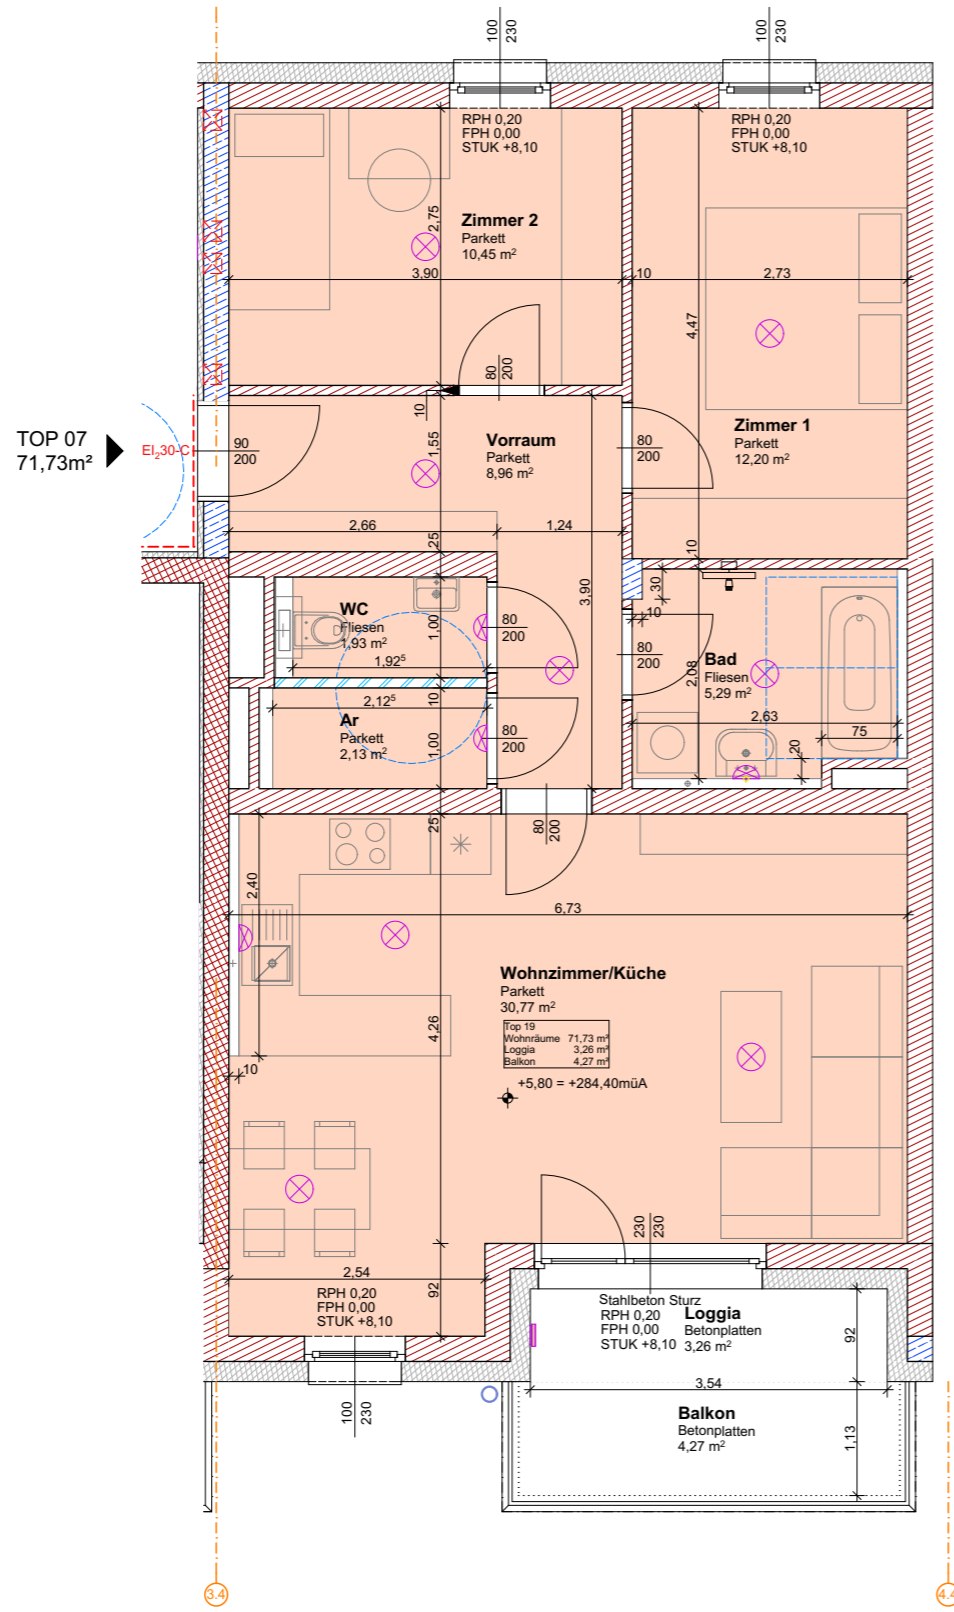 100
230
100
230
RPH 0,20
FPH 0,00
STUK +8,10
RPH 0,20
FPH 0,00
STUK +8,10
Zimmer 2
Parkett
10,45 m²
2,75
3,90
10
2,73
4,47
80
200
10
TOP 07
71,73m²
EI₂30-C
90
200
1,55
Vorraum
Parkett
8,96 m²
80
200
Zimmer 1
Parkett
12,20 m²
2,66
1,24
25
10
3,90
30
10
WC
Fliesen
1,93 m²
1,00
1,92⁵
80
200
80
200
Bad
Fliesen
5,29 m²
2,08
2,12⁵
10
Ar
Parkett
2,13 m²
1,00
80
200
2,63
75
20
25
80
200
2,40
6,73
Wohnzimmer/Küche
Parkett
30,77 m²
Top 19
Wohnräume 71,73 m²
Loggia 3,26 m²
Balkon 4,27 m²
+5,80 = +284,40müA
4,26
10
230
230
2,54
92
RPH 0,20
FPH 0,00
STUK +8,10
Stahlbeton Sturz
RPH 0,20
FPH 0,00
STUK +8,10
Loggia
Betonplatten
3,26 m²
92
3,54
100
230
Balkon
Betonplatten
4,27 m²
1,13
3.4
4.4